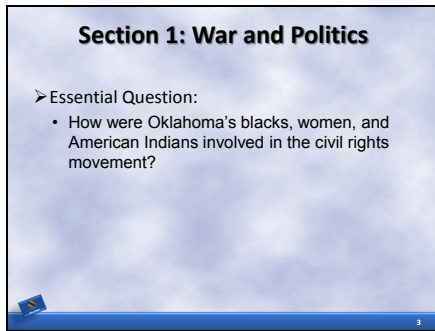 Section 1: War and Politics
➢Essential Question:
• How were Oklahoma's blacks, women, and
American Indians involved in the civil rights
movement?
3